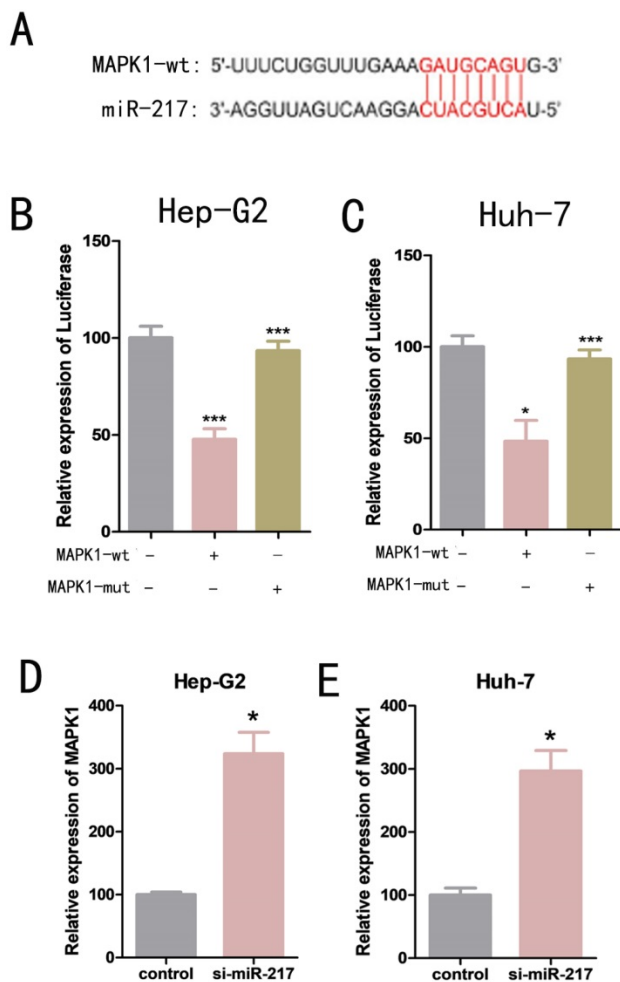 A
MAPK1-wt: 5'-UUUCUGGUUUGAAAGAUGCAGUG-3'
miR-217: 3'-AGGUUAGUCAAGGACUACGUCAU-5'
B Hep-G2
Relative expression of Luciferase
150
100
50
0
***
***
MAPK1-wt - + -
MAPK1-mut - - +
C Huh-7
Relative expression of Luciferase
150
100
50
0
*
***
MAPK1-wt - + -
MAPK1-mut - - +
D Hep-G2
Relative expression of MAPK1
400
300
200
100
0
*
control si-miR-217
E Huh-7
Relative expression of MAPK1
400
300
200
100
0
*
control si-miR-217